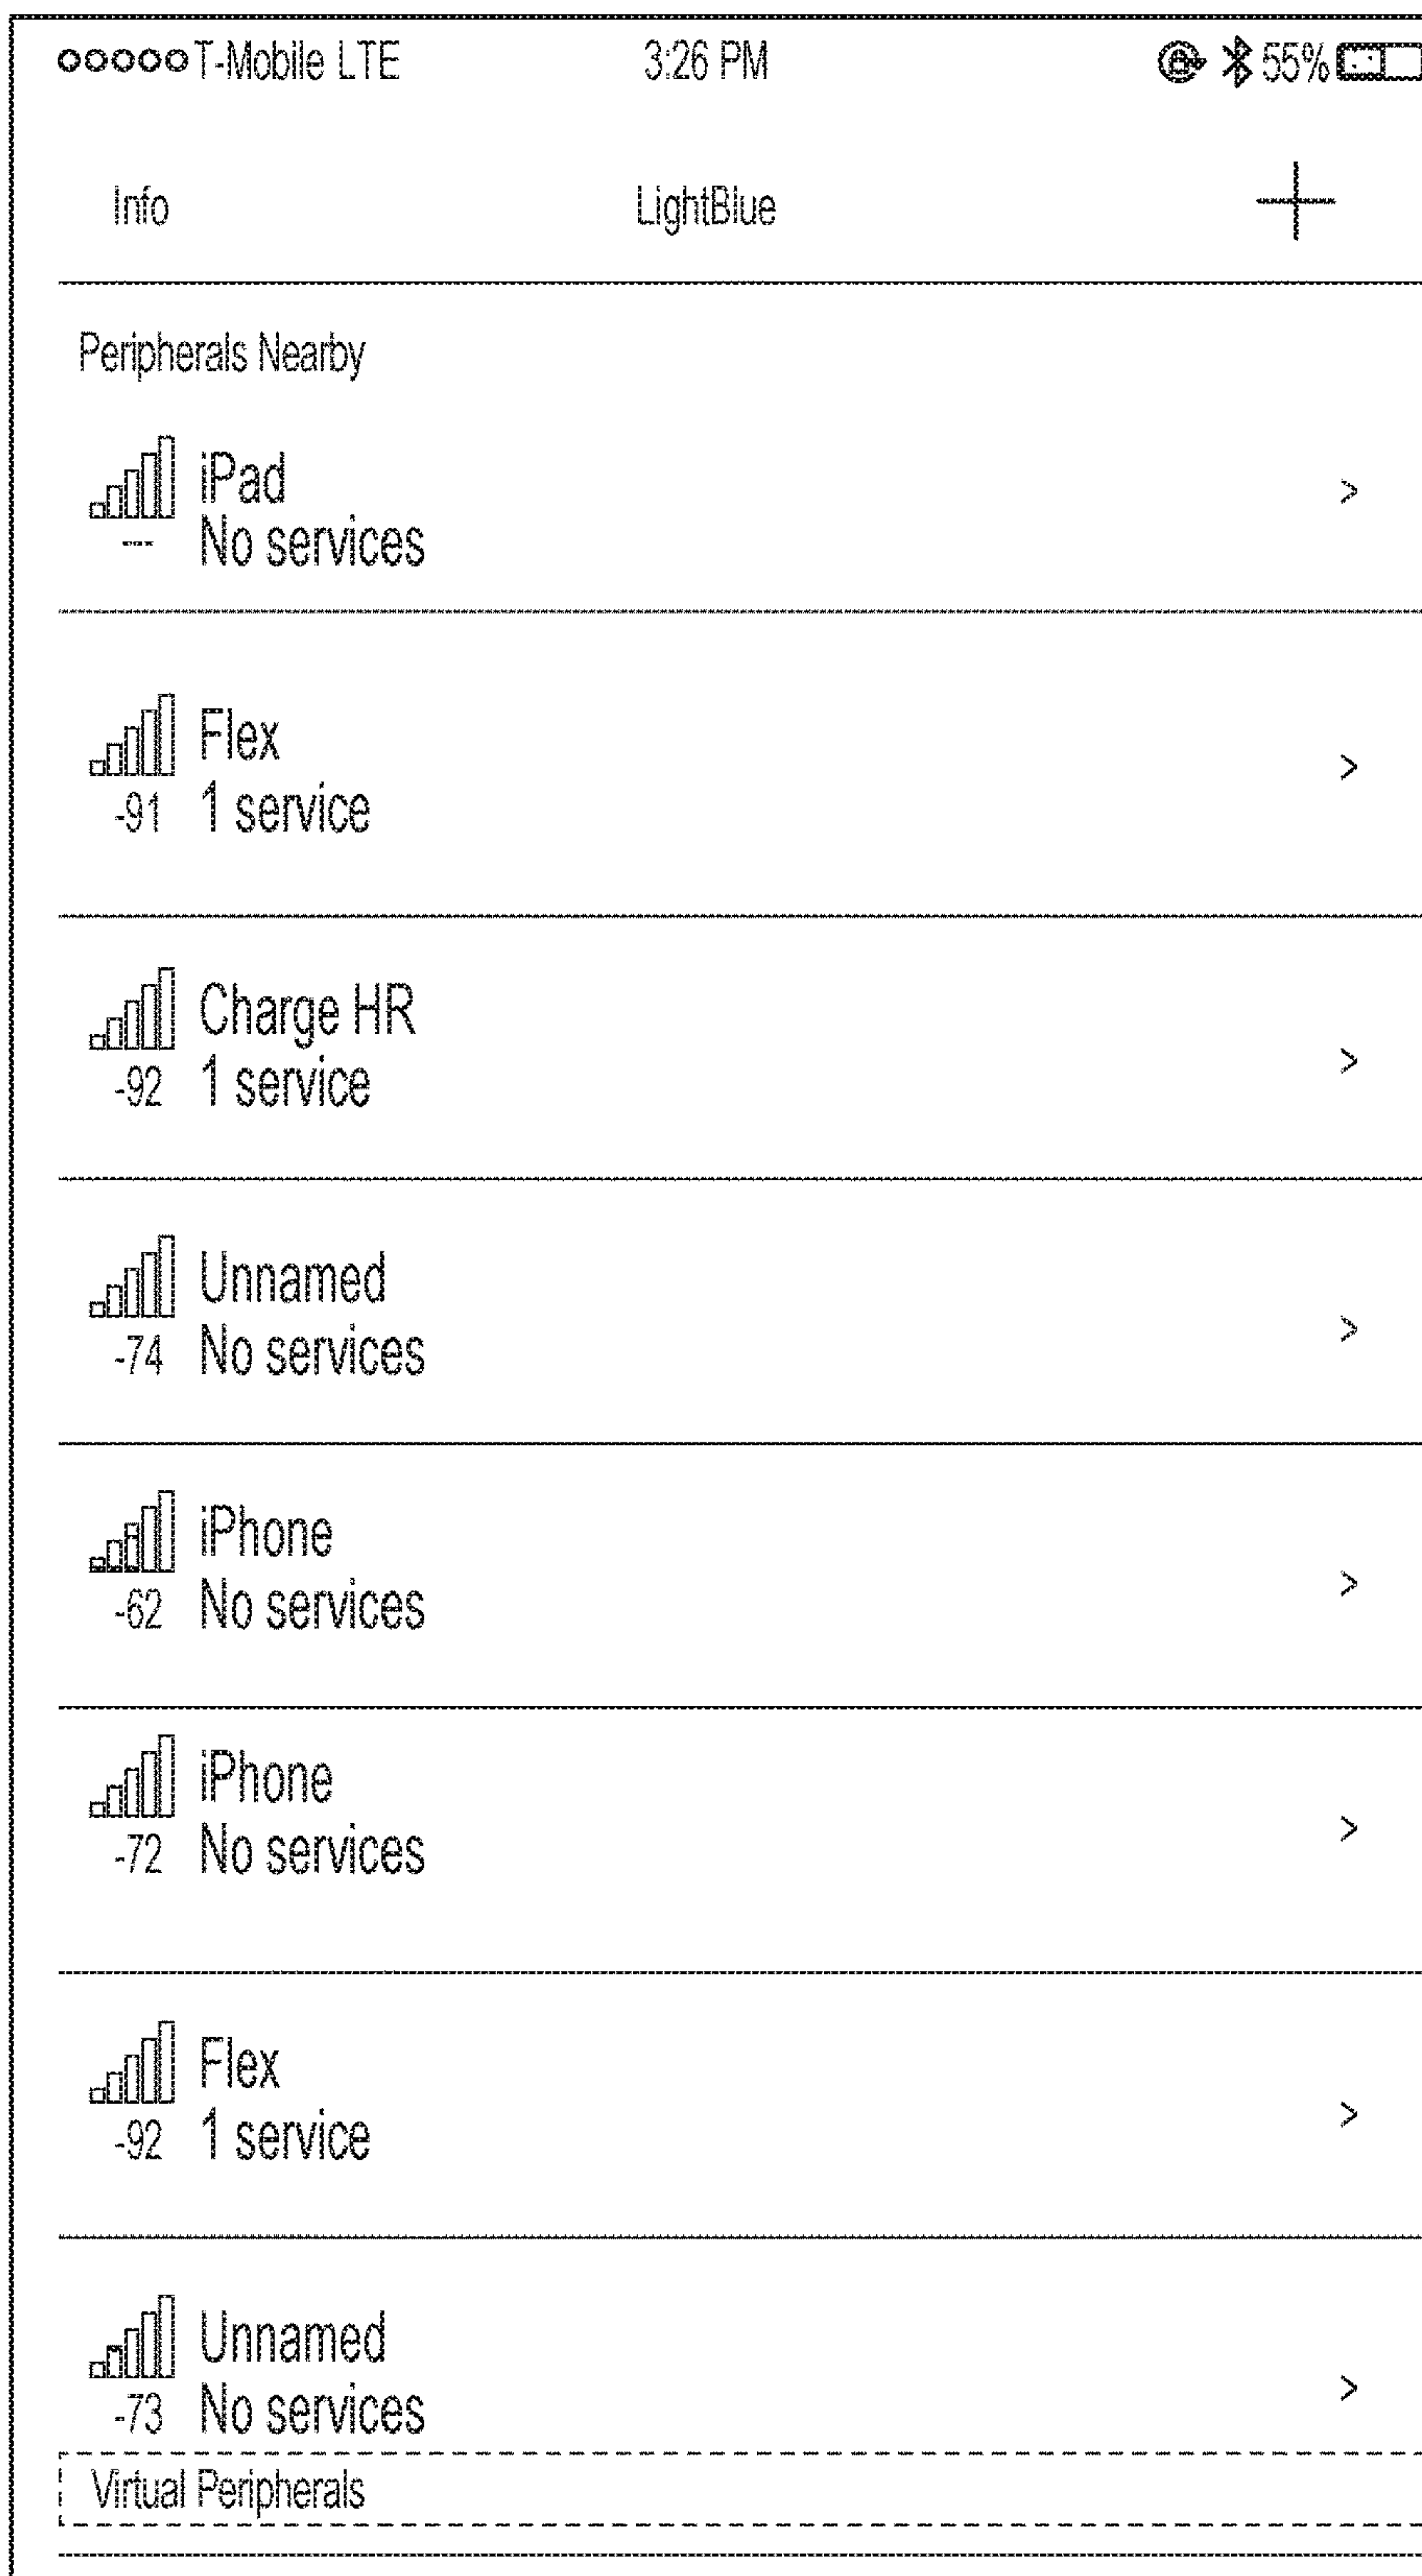 T-Mobile LTE 3:26 PM 55%
Info LightBlue +
Peripherals Nearby
iPad
--- No services >
Flex
-91 1 service >
Charge HR
-92 1 service >
Unnamed
-74 No services >
iPhone
-62 No services >
iPhone
-72 No services >
Flex
-92 1 service >
Unnamed
-73 No services >
Virtual Peripherals